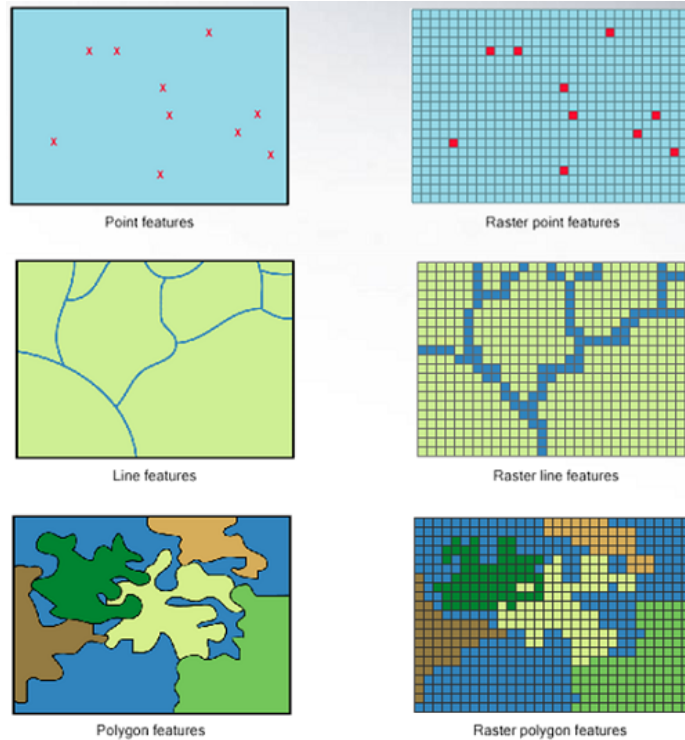 Point features
Raster point features
Line features
Raster line features
Polygon features
Raster polygon features